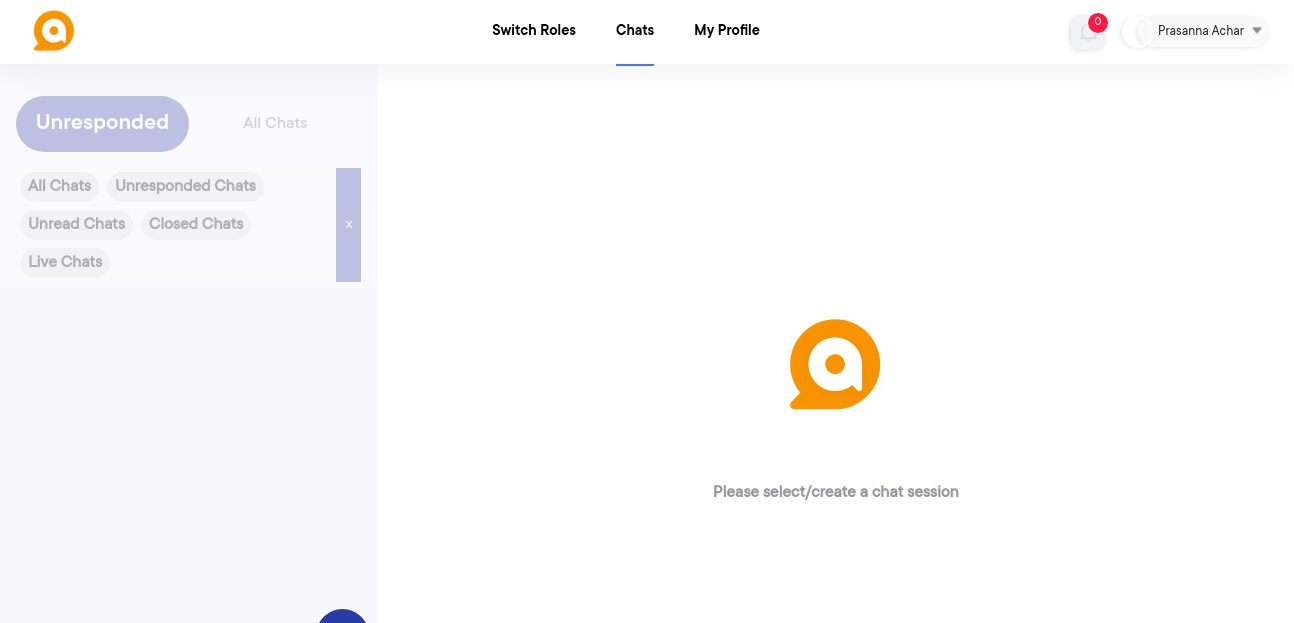 Switch Roles Chats My Profile 0 Prasanna Achar
Unresponded All Chats
All Chats Unresponded Chats
Unread Chats Closed Chats x
Live Chats
Please select/create a chat session